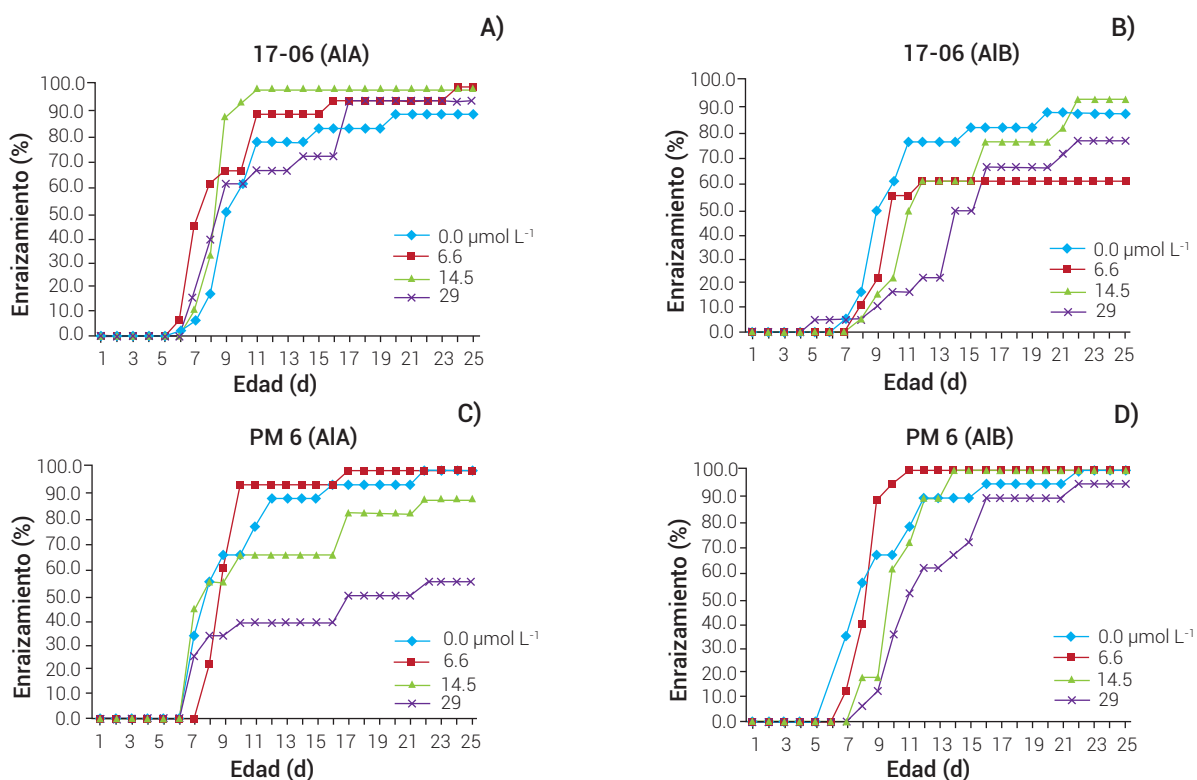 A)
17-06 (AlA)
Enraizamiento (%)
100.0
90.0
80.0
70.0
60.0
50.0
40.0
30.0
20.0
10.0
0.0
1 3 5 7 9 11 13 15 17 19 21 23 25
Edad (d)
0.0 µmol L⁻¹
6.6
14.5
29
B)
17-06 (AlB)
Enraizamiento (%)
100.0
90.0
80.0
70.0
60.0
50.0
40.0
30.0
20.0
10.0
0.0
1 3 5 7 9 11 13 15 17 19 21 23 25
Edad (d)
0.0 µmol L⁻¹
6.6
14.5
29
C)
PM 6 (AlA)
Enraizamiento (%)
100.0
90.0
80.0
70.0
60.0
50.0
40.0
30.0
20.0
10.0
0.0
1 3 5 7 9 11 13 15 17 19 21 23 25
Edad (d)
0.0 µmol L⁻¹
6.6
14.5
29
D)
PM 6 (AlB)
Enraizamiento (%)
100.0
90.0
80.0
70.0
60.0
50.0
40.0
30.0
20.0
10.0
0.0
1 3 5 7 9 11 13 15 17 19 21 23 25
Edad (d)
0.0 µmol L⁻¹
6.6
14.5
29